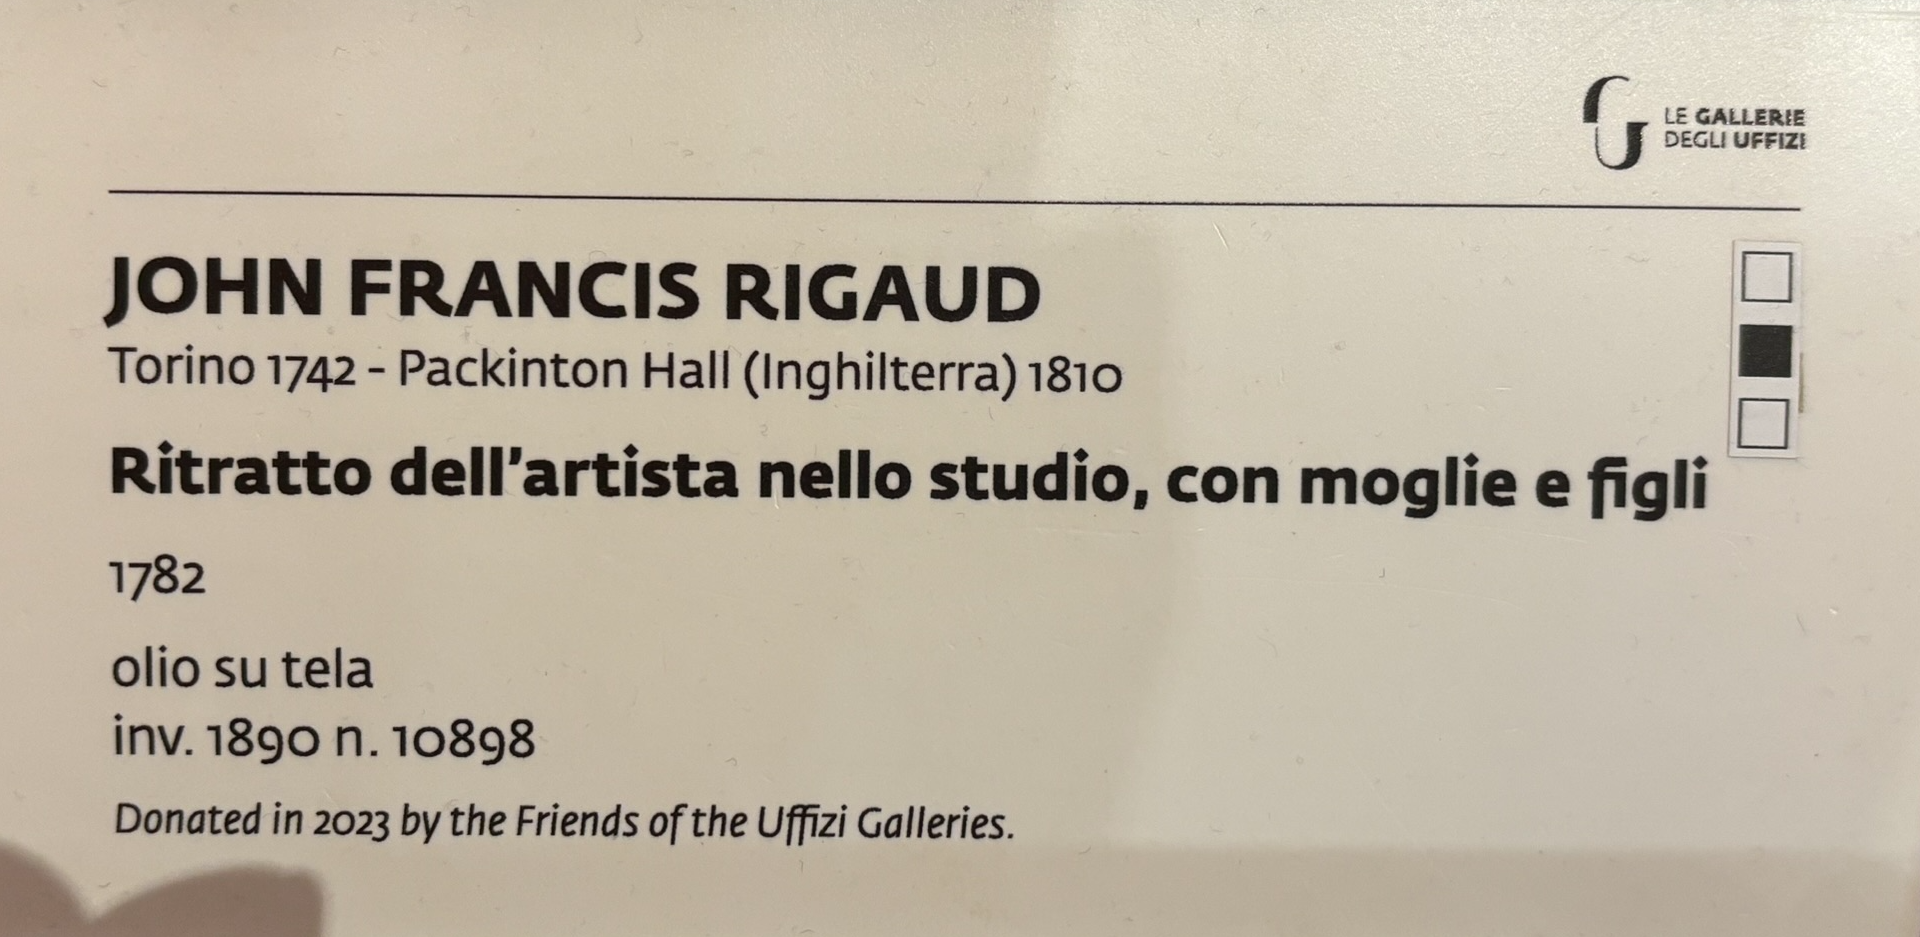 LE GALLERIE
DEGLI UFFIZI
JOHN FRANCIS RIGAUD
Torino 1742 - Packinton Hall (Inghilterra) 1810
Ritratto dell'artista nello studio, con moglie e figli
1782
olio su tela
inv. 1890 n. 10898
Donated in 2023 by the Friends of the Uffizi Galleries.